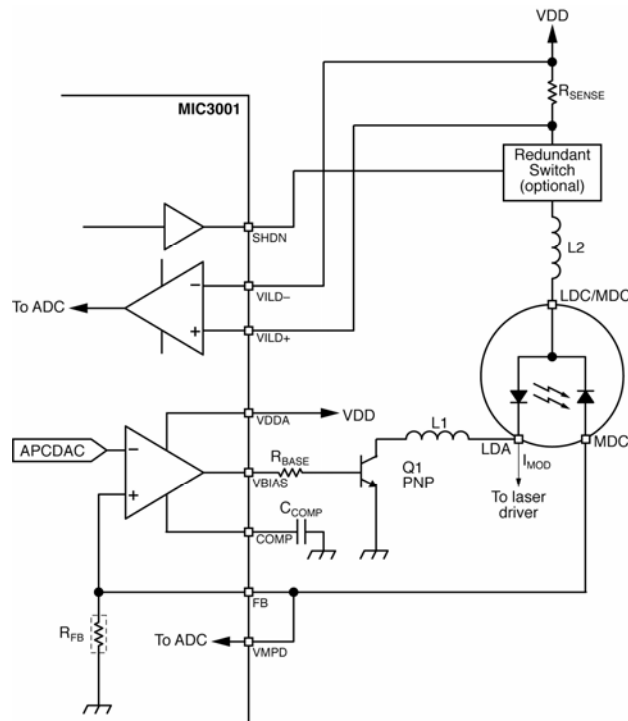 VDD
MIC3001
RSENSE
Redundant
Switch
(optional)
SHDN
L2
To ADC
–
VILD–
+
VILD+
LDC/MDC
VDDA
VDD
APCDAC
–
+
RBASE
VBIAS
L1
LDA
MDC
Q1
PNP
IMOD
To laser
driver
CCOMP
COMP
FB
RFB
To ADC
VMPD